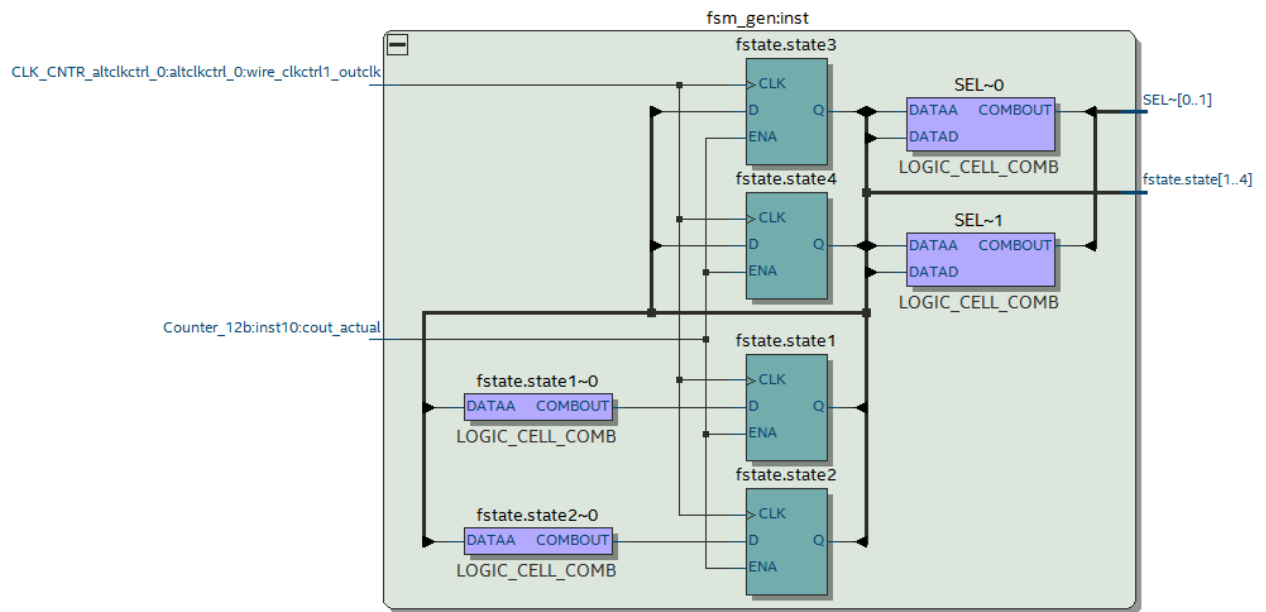 fsm_gen:inst
fstate.state3
CLK_CNTR_altclkctrl_0:altclkctrl_0:wire_clkctrl1_outclk
CLK
D Q
ENA
SEL~0
DATAA COMBOUT
DATAD
LOGIC_CELL_COMB
SEL~[0..1]
fstate.state4
CLK
D Q
ENA
fstate.state[1..4]
SEL~1
DATAA COMBOUT
DATAD
LOGIC_CELL_COMB
Counter_12b:inst10:cout_actual
fstate.state1
CLK
D Q
ENA
fstate.state1~0
DATAA COMBOUT
LOGIC_CELL_COMB
fstate.state2
CLK
D Q
ENA
fstate.state2~0
DATAA COMBOUT
LOGIC_CELL_COMB